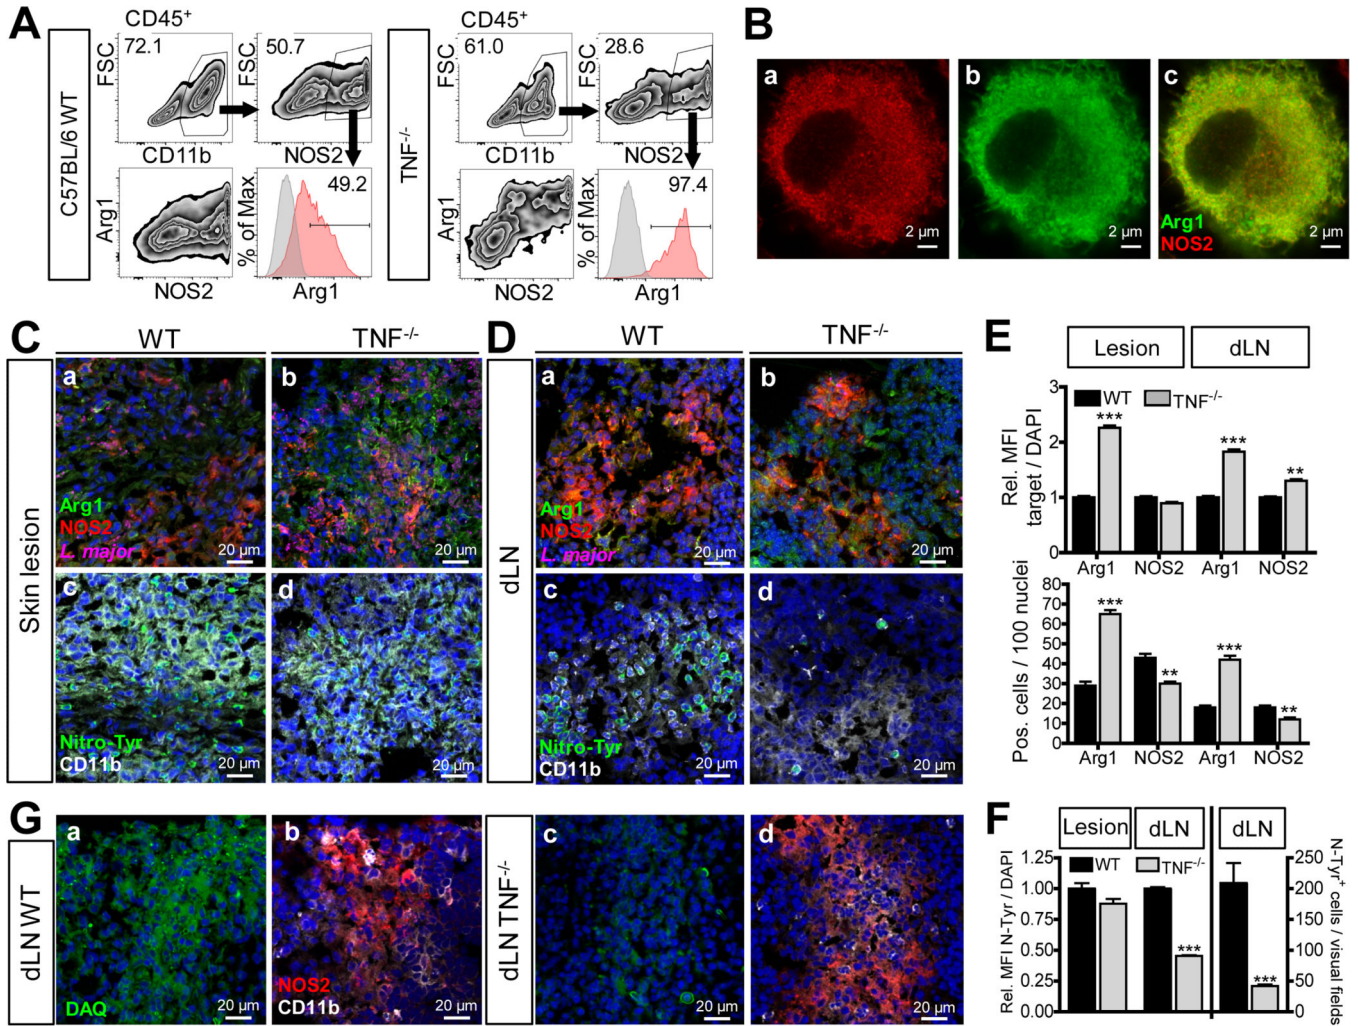 A
C57BL/6 WT
CD45+
72.1
FSC
CD11b
50.7
FSC
NOS2
Arg1
NOS2
49.2
% of Max
Arg1
TNF-/-
CD45+
61.0
FSC
CD11b
28.6
FSC
NOS2
Arg1
NOS2
97.4
% of Max
Arg1
B
a
2 µm
b
2 µm
c
Arg1
NOS2
2 µm
C
WT
TNF-/-
Skin lesion
a
Arg1
NOS2
L. major
20 µm
b
20 µm
c
Nitro-Tyr
CD11b
20 µm
d
20 µm
D
WT
TNF-/-
dLN
a
Arg1
NOS2
L. major
20 µm
b
20 µm
c
Nitro-Tyr
CD11b
20 µm
d
20 µm
E
Lesion
dLN
WT
TNF-/-
Rel. MFI
target / DAPI
3
2
1
0
***
***
**
Arg1 NOS2 Arg1 NOS2
Pos. cells / 100 nuclei
80
70
60
50
40
30
20
10
0
***
**
***
**
Arg1 NOS2 Arg1 NOS2
F
Lesion
dLN
dLN
WT
TNF-/-
Rel. MFI N-Tyr / DAPI
1.25
1.00
0.75
0.50
0.25
0.00
***
***
250
200
150
100
50
0
N-Tyr+ cells / visual fields
G
dLN WT
a
DAQ
20 µm
b
NOS2
CD11b
20 µm
dLN TNF-/-
c
20 µm
d
20 µm